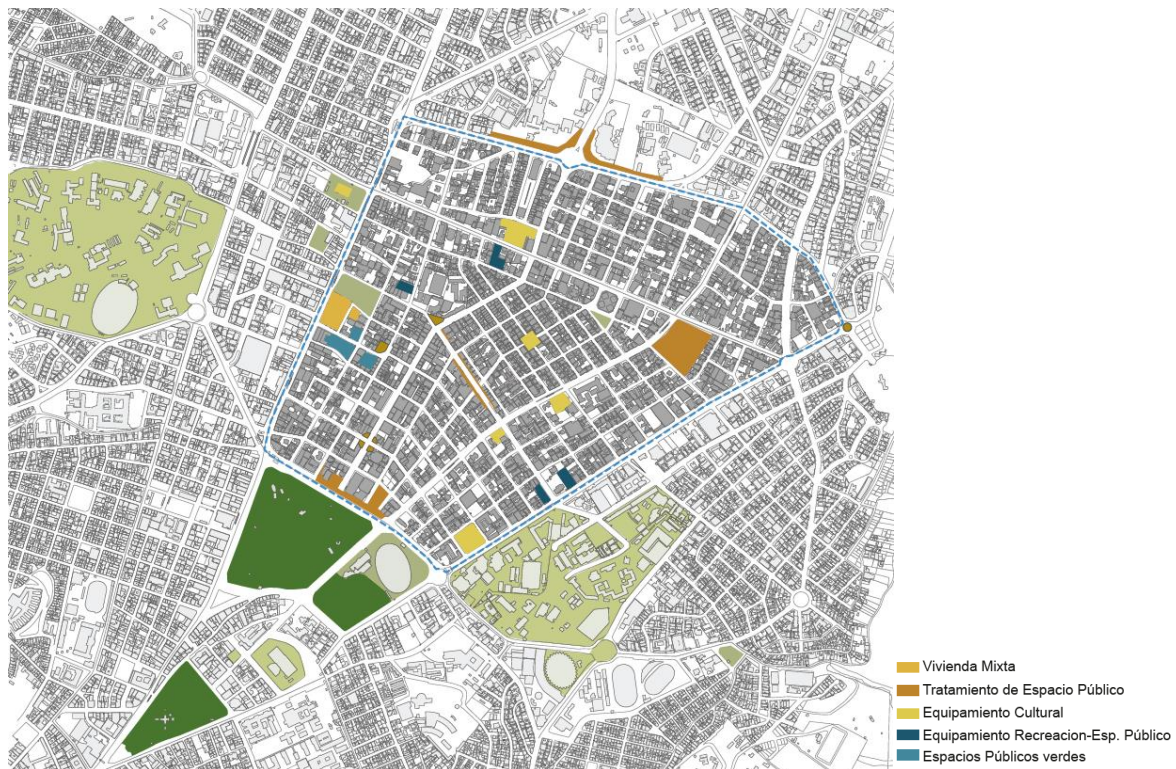 Vivienda Mixta
Tratamiento de Espacio Público
Equipamiento Cultural
Equipamiento Recreacion-Esp. Público
Espacios Públicos verdes